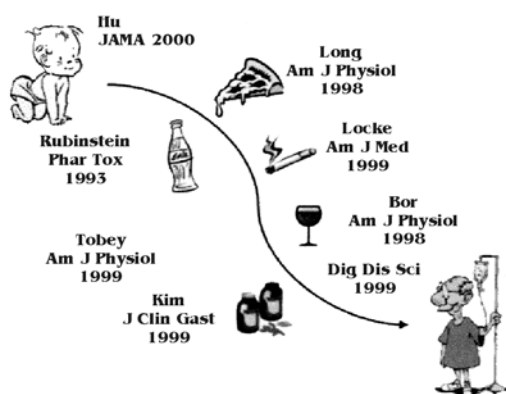 Hu
JAMA 2000
Long
Am J Physiol
1998
Rubinstein
Phar Tox
1993
Locke
Am J Med
1999
Bor
Am J Physiol
1998
Tobey
Am J Physiol
1999
Dig Dis Sci
1999
Kim
J Clin Gast
1999